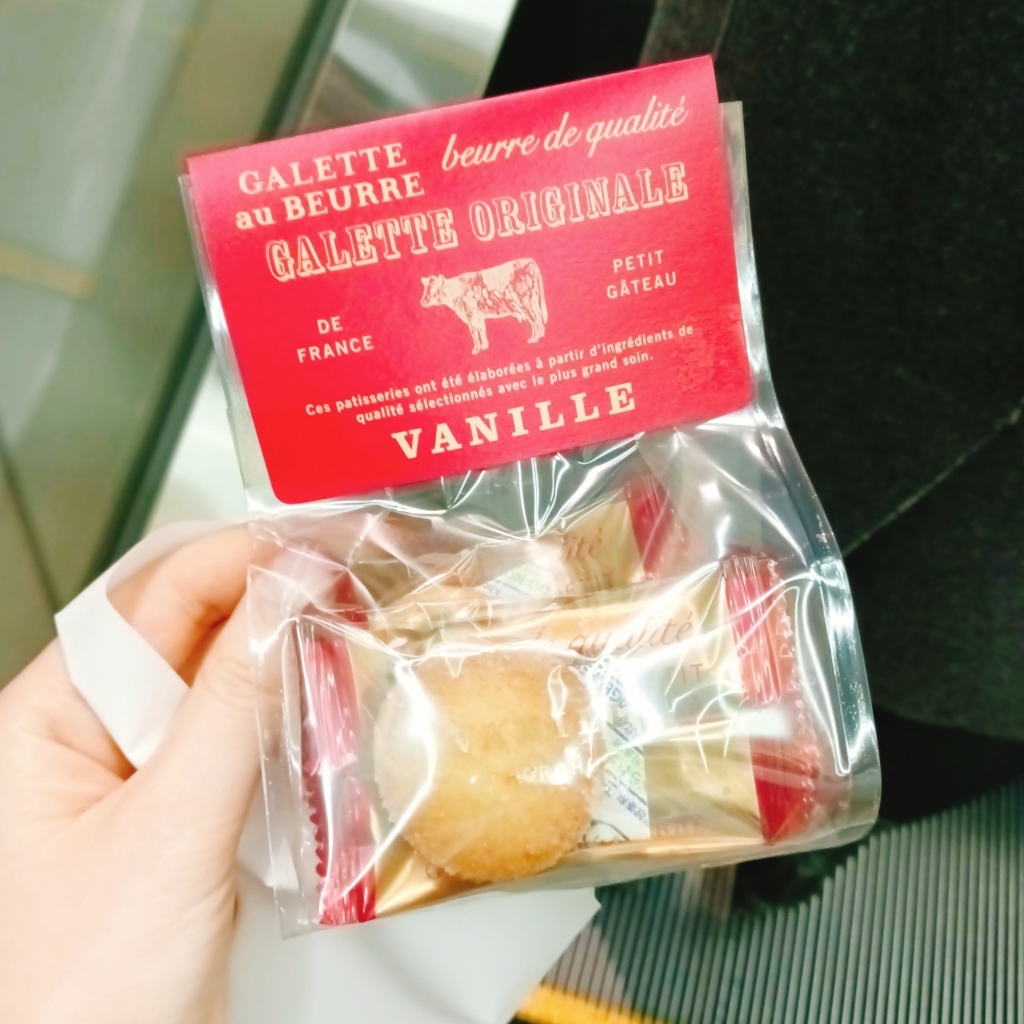 GALETTE
au BEURRE
beurre de qualité
GALETTE ORIGINALE
DE
FRANCE
PETIT
GÂTEAU
Ces patisseries ont été élaborées à partir d'ingrédients de
qualité sélectionnés avec le plus grand soin.
VANILLE
qualité